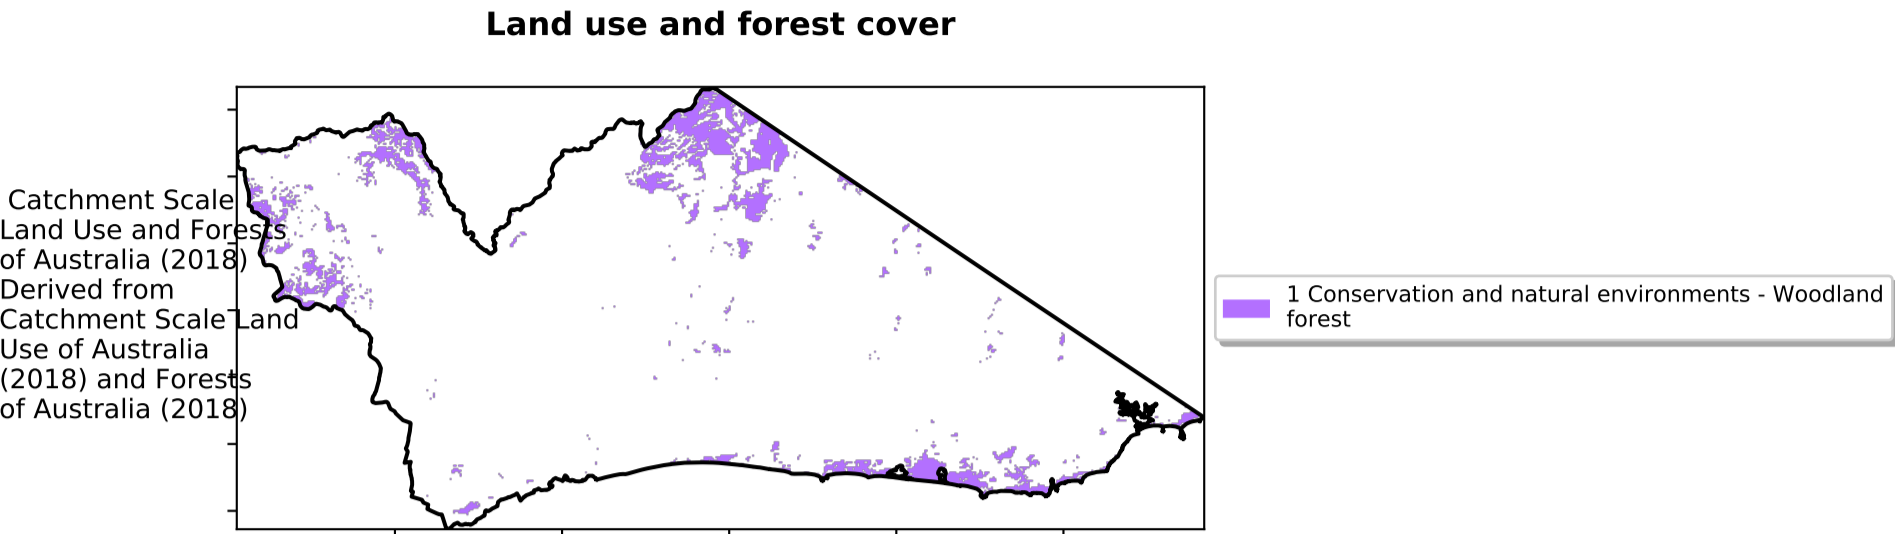 Land use and forest cover
Catchment Scale
Land Use and Forests
of Australia (2018)
Derived from
Catchment Scale Land
Use of Australia
(2018) and Forests
of Australia (2018)
1 Conservation and natural environments - Woodland
forest